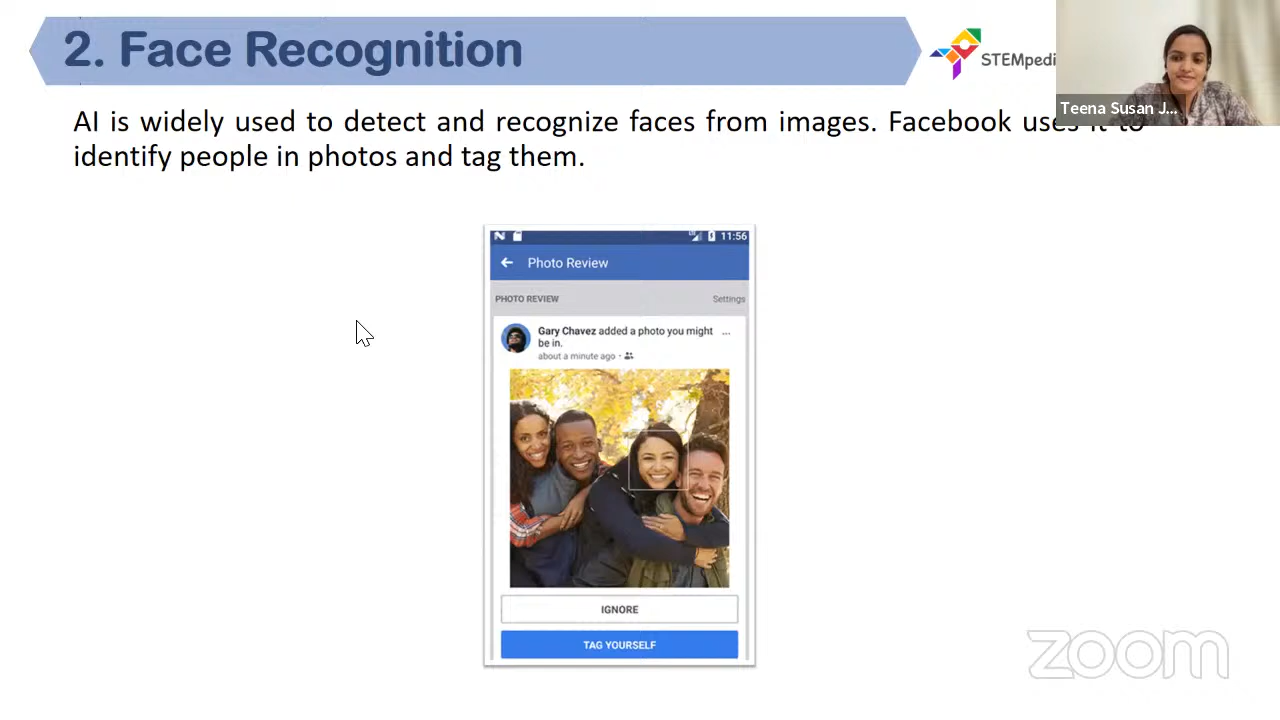 2. Face Recognition
STEMpedi
Teena Susan J...
AI is widely used to detect and recognize faces from images. Facebook uses it to
identify people in photos and tag them.
11:56
Photo Review
PHOTO REVIEW
Settings
Gary Chavez added a photo you might
be in.
about a minute ago
IGNORE
TAG YOURSELF
zoom